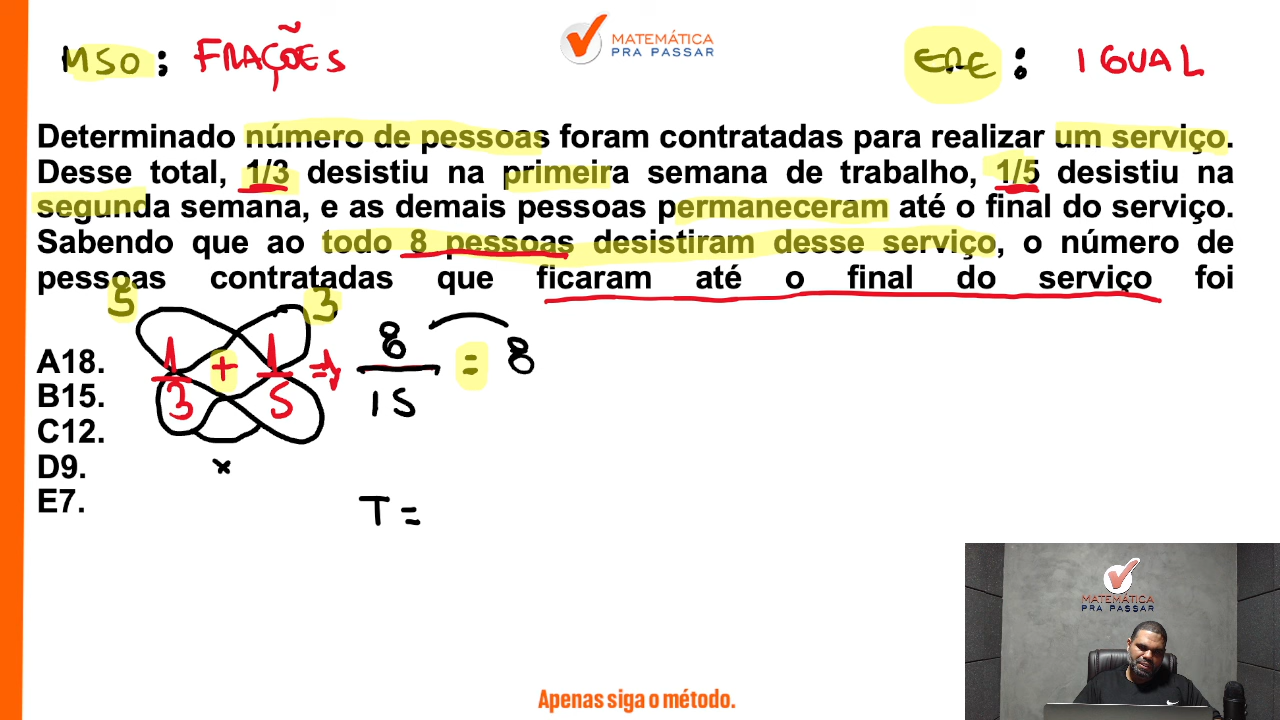 MSO : FRAÇÕES
MATEMÁTICA
PRA PASSAR
EPE : IGUAL
Determinado número de pessoas foram contratadas para realizar um serviço.
Desse total, 1/3 desistiu na primeira semana de trabalho, 1/5 desistiu na
segunda semana, e as demais pessoas permaneceram até o final do serviço.
Sabendo que ao todo 8 pessoas desistiram desse serviço, o número de
pessoas contratadas que ficaram até o final do serviço foi
5 3
A18.
B15.
C12.
D9.
E7.
1/3 + 1/5 ⇒ 8/15 = 8
x
T =
MATEMÁTICA
PRA PASSAR
Apenas siga o método.